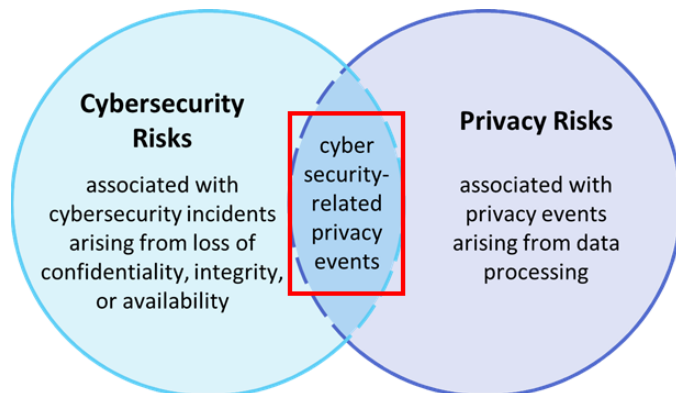 Cybersecurity
Risks
associated with
cybersecurity incidents
arising from loss of
confidentiality, integrity,
or availability
cyber
security-
related
privacy
events
Privacy Risks
associated with
privacy events
arising from data
processing